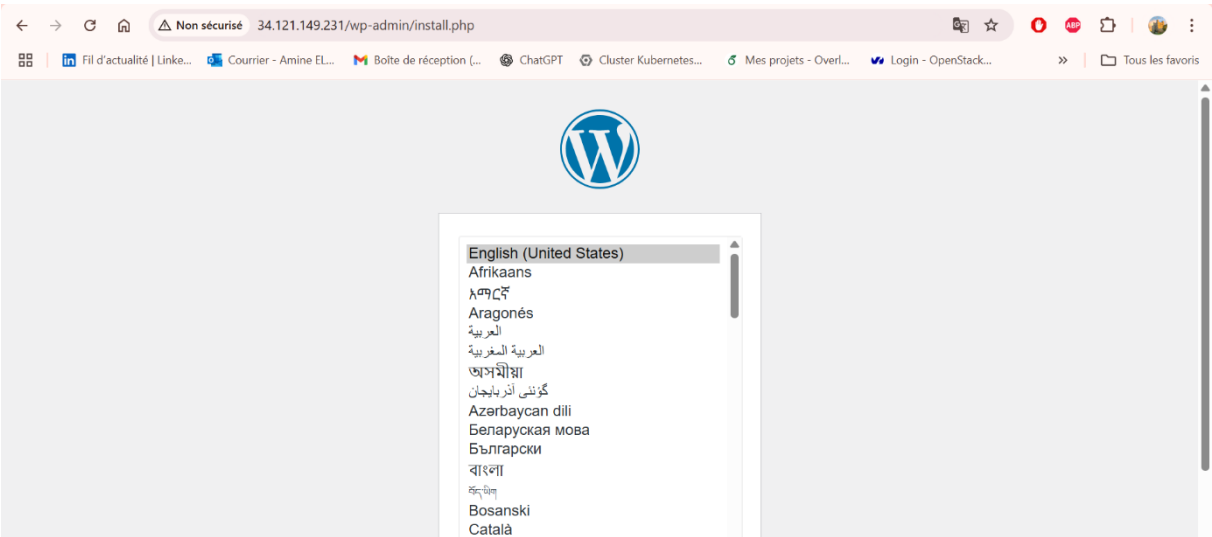 Non sécurisé 34.121.149.231/wp-admin/install.php
Fil d'actualité | Linke... Courrier - Amine EL... Boîte de réception (... ChatGPT Cluster Kubernetes... Mes projets - Overl... Login - OpenStack... » Tous les favoris
English (United States)
Afrikaans
አማርኛ
Aragonés
العربية
العربية المغربية
অসমীয়া
گؤنئی آذربایجان
Azərbaycan dili
Беларуская мова
Български
বাংলা
བོད་ཡིག
Bosanski
Català